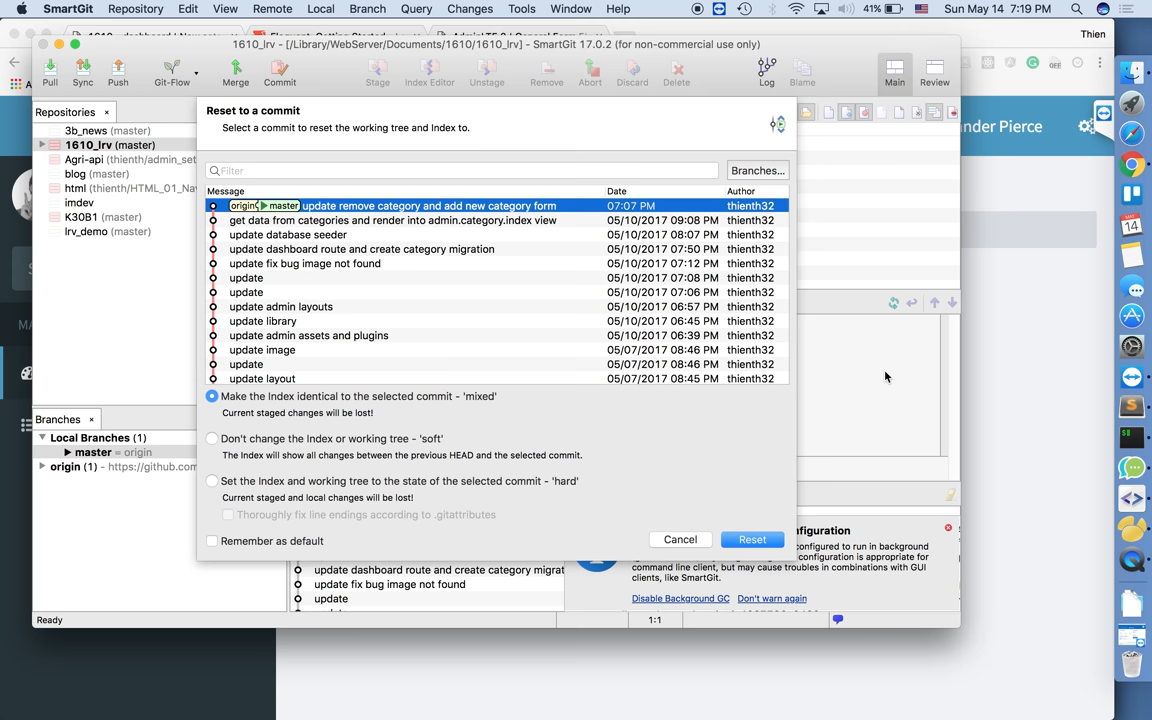 SmartGit Repository Edit View Remote Local Branch Query Changes Tools Window Help 41% Sun May 14 7:19 PM
Thien
1610_lrv (master) - [/Library/WebServer/Documents/1610/1610_lrv] - SmartGit 17.0.2 (for non-commercial use only)
Pull Sync Push Git-Flow Merge Commit Stage Index Editor Unstage Remove Abort Discard Delete Log Blame Main Review
Reset to a commit
Select a commit to reset the working tree and Index to.
Repositories
3b_news (master)
1610_lrv (master)
Agri-api (thienth/admin_set
blog (master)
html (thienth/HTML_01_Na
imdev
K30B1 (master)
lrv_demo (master)
nder Pierce
Filter
Branches...
Message Date Author
origin master update remove category and add new category form 07:07 PM thienth32
get data from categories and render into admin.category.index view 05/10/2017 09:08 PM thienth32
update database seeder 05/10/2017 08:07 PM thienth32
update dashboard route and create category migration 05/10/2017 07:50 PM thienth32
update fix bug image not found 05/10/2017 07:12 PM thienth32
update 05/10/2017 07:08 PM thienth32
update 05/10/2017 07:06 PM thienth32
update admin layouts 05/10/2017 06:57 PM thienth32
update library 05/10/2017 06:45 PM thienth32
update admin assets and plugins 05/10/2017 06:39 PM thienth32
update image 05/07/2017 08:46 PM thienth32
update 05/07/2017 08:46 PM thienth32
update layout 05/07/2017 08:45 PM thienth32
Make the Index identical to the selected commit - 'mixed'
Current staged changes will be lost!
Don't change the Index or working tree - 'soft'
The Index will show all changes between the previous HEAD and the selected commit.
Set the Index and working tree to the state of the selected commit - 'hard'
Current staged and local changes will be lost!
Thoroughly fix line endings according to .gitattributes
Remember as default
Cancel
Reset
Branches
Local Branches (1)
master = origin
origin (1) - https://github.com
update dashboard route and create category migrat
update fix bug image not found
update
figuration
configured to run in background
configuration is appropriate for
command line client, but may cause troubles in combinations with GUI
clients, like SmartGit.
Disable Background GC Don't warn again
Ready
1:1